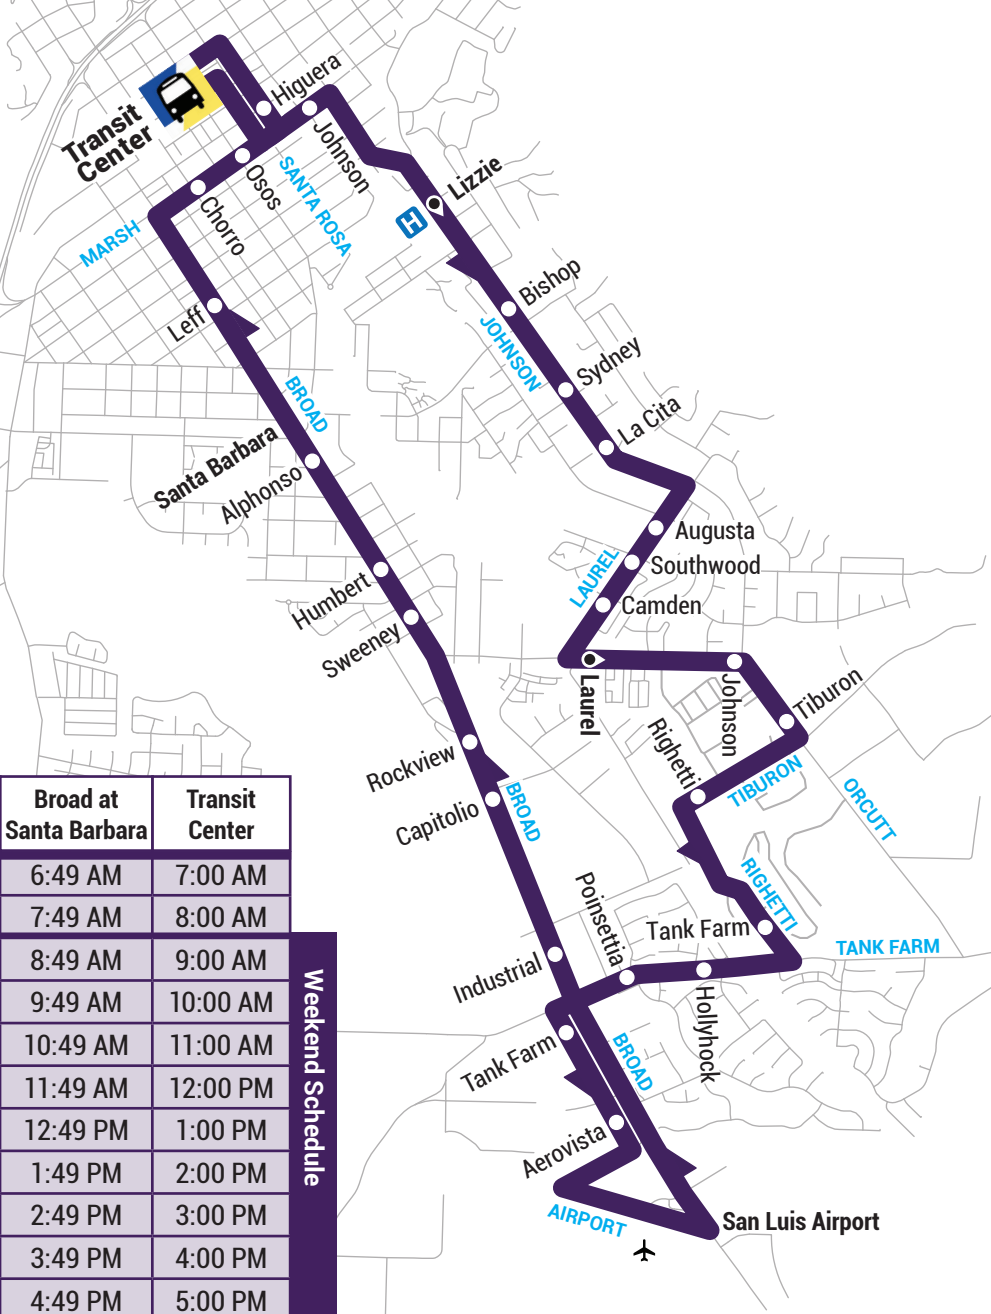 Transit
Center
Higuera
Johnson
Osos
Chorro
SANTA ROSA
MARSH
Lizzie
H
Leff
Bishop
JOHNSON
Sydney
BROAD
La Cita
Santa Barbara
Alphonso
Augusta
Southwood
LAUREL
Camden
Humbert
Sweeney
Laurel
Johnson
Tiburon
Righetti
Rockview
TIBURON
ORCUTT
Capitolio
BROAD
RIGHETTI
Poinsettia
Tank Farm
TANK FARM
Industrial
Hollyhock
Tank Farm
BROAD
Aerovista
AIRPORT
San Luis Airport
Broad at
Santa Barbara
Transit
Center
6:49 AM 7:00 AM
7:49 AM 8:00 AM
8:49 AM 9:00 AM
9:49 AM 10:00 AM
10:49 AM 11:00 AM
11:49 AM 12:00 PM
12:49 PM 1:00 PM
1:49 PM 2:00 PM
2:49 PM 3:00 PM
3:49 PM 4:00 PM
4:49 PM 5:00 PM
Weekend Schedule